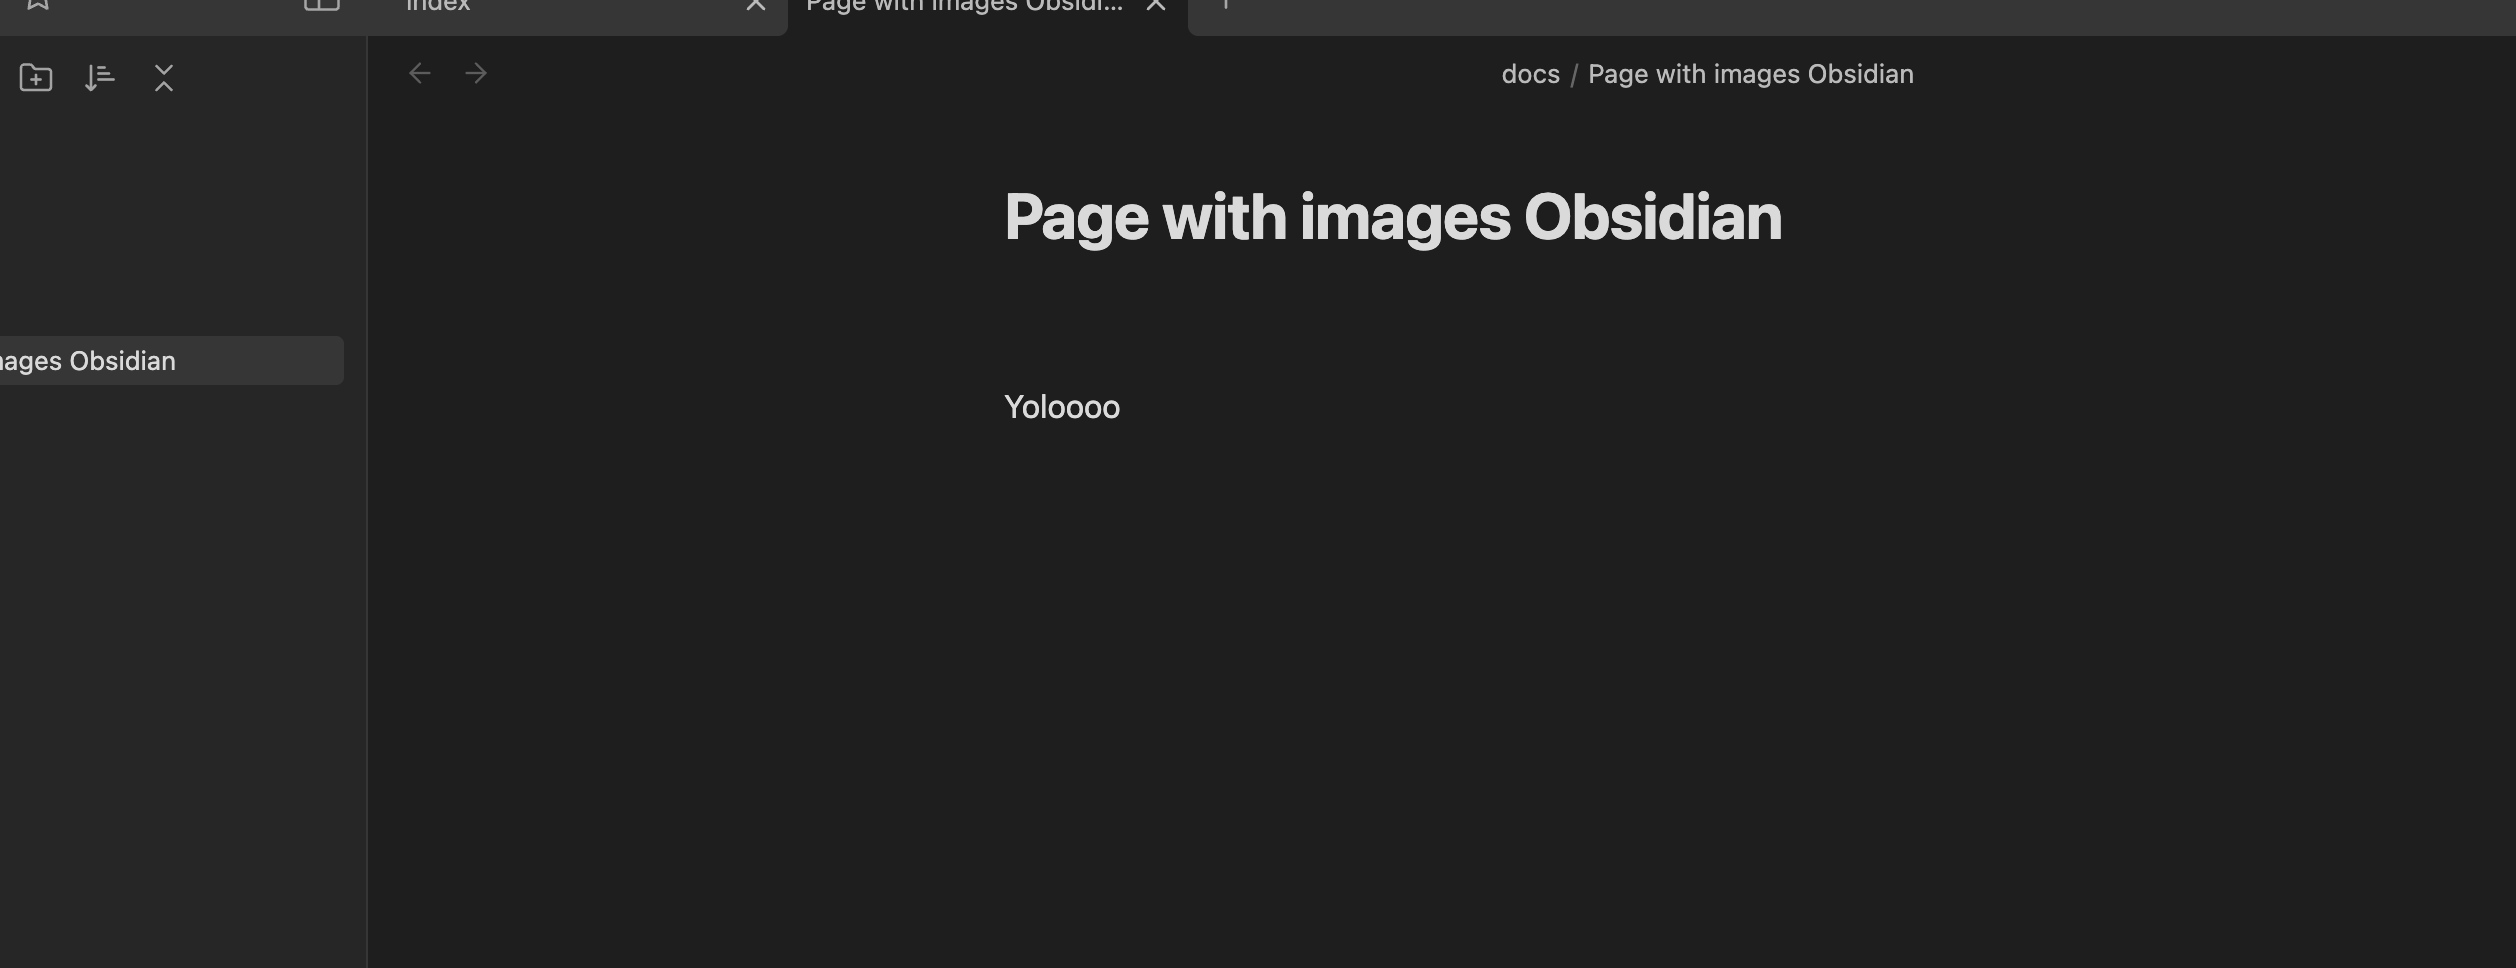 Index
Page with images Obsidi...
docs / Page with images Obsidian
Page with images Obsidian
ages Obsidian
Yoloooo